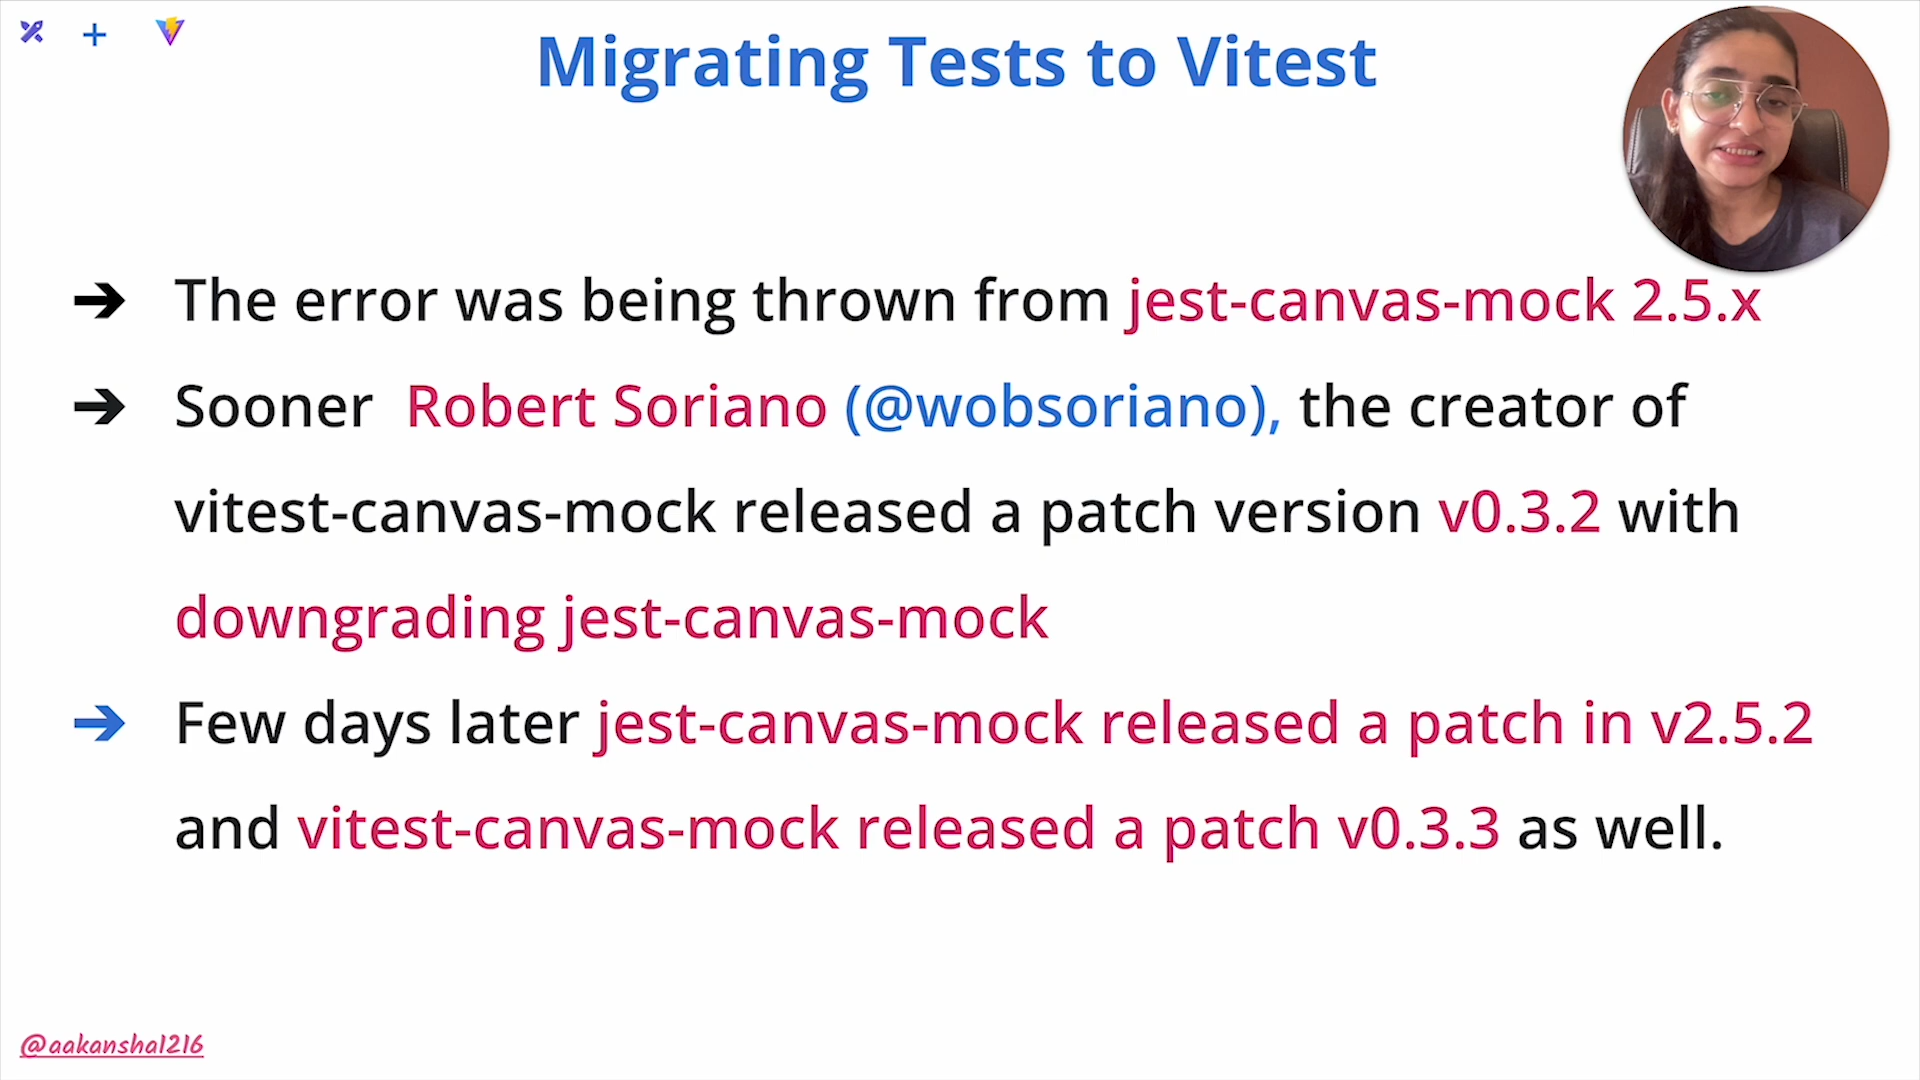 Migrating Tests to Vitest
➔ The error was being thrown from jest-canvas-mock 2.5.x
➔ Sooner Robert Soriano (@wobsoriano), the creator of
vitest-canvas-mock released a patch version v0.3.2 with
downgrading jest-canvas-mock
➔ Few days later jest-canvas-mock released a patch in v2.5.2
and vitest-canvas-mock released a patch v0.3.3 as well.
@aakansha1216